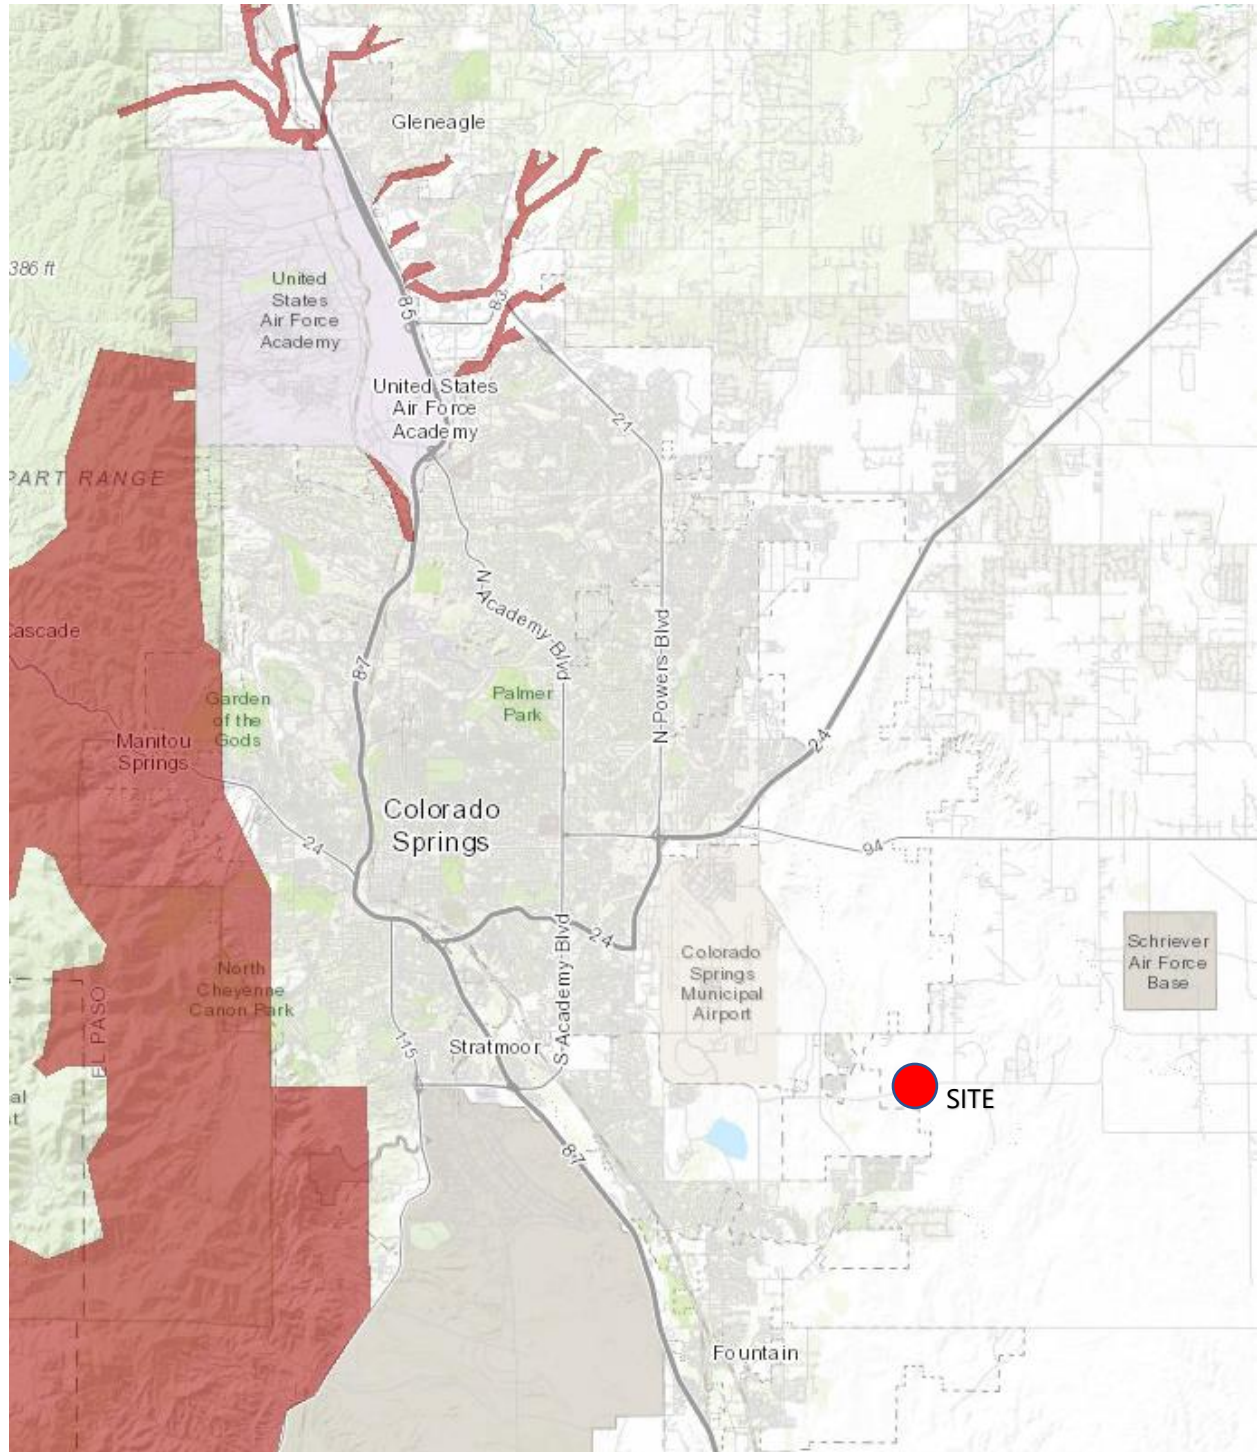 Gleneagle
386 ft
United
States
Air Force
Academy
85
83
United States
Air Force
Academy
21
PART RANGE
N Academy Blvd
Cascade
87
N Powers Blvd
Garden
of the
Gods
Palmer
Park
Manitou
Springs
24
Colorado
Springs
24
94
S Academy Blvd
24
Colorado
Springs
Municipal
Airport
Schriever
Air Force
Base
North
Cheyenne
Canon Park
EL PASO
115
Stratmoor
al
t
SITE
87
Fountain